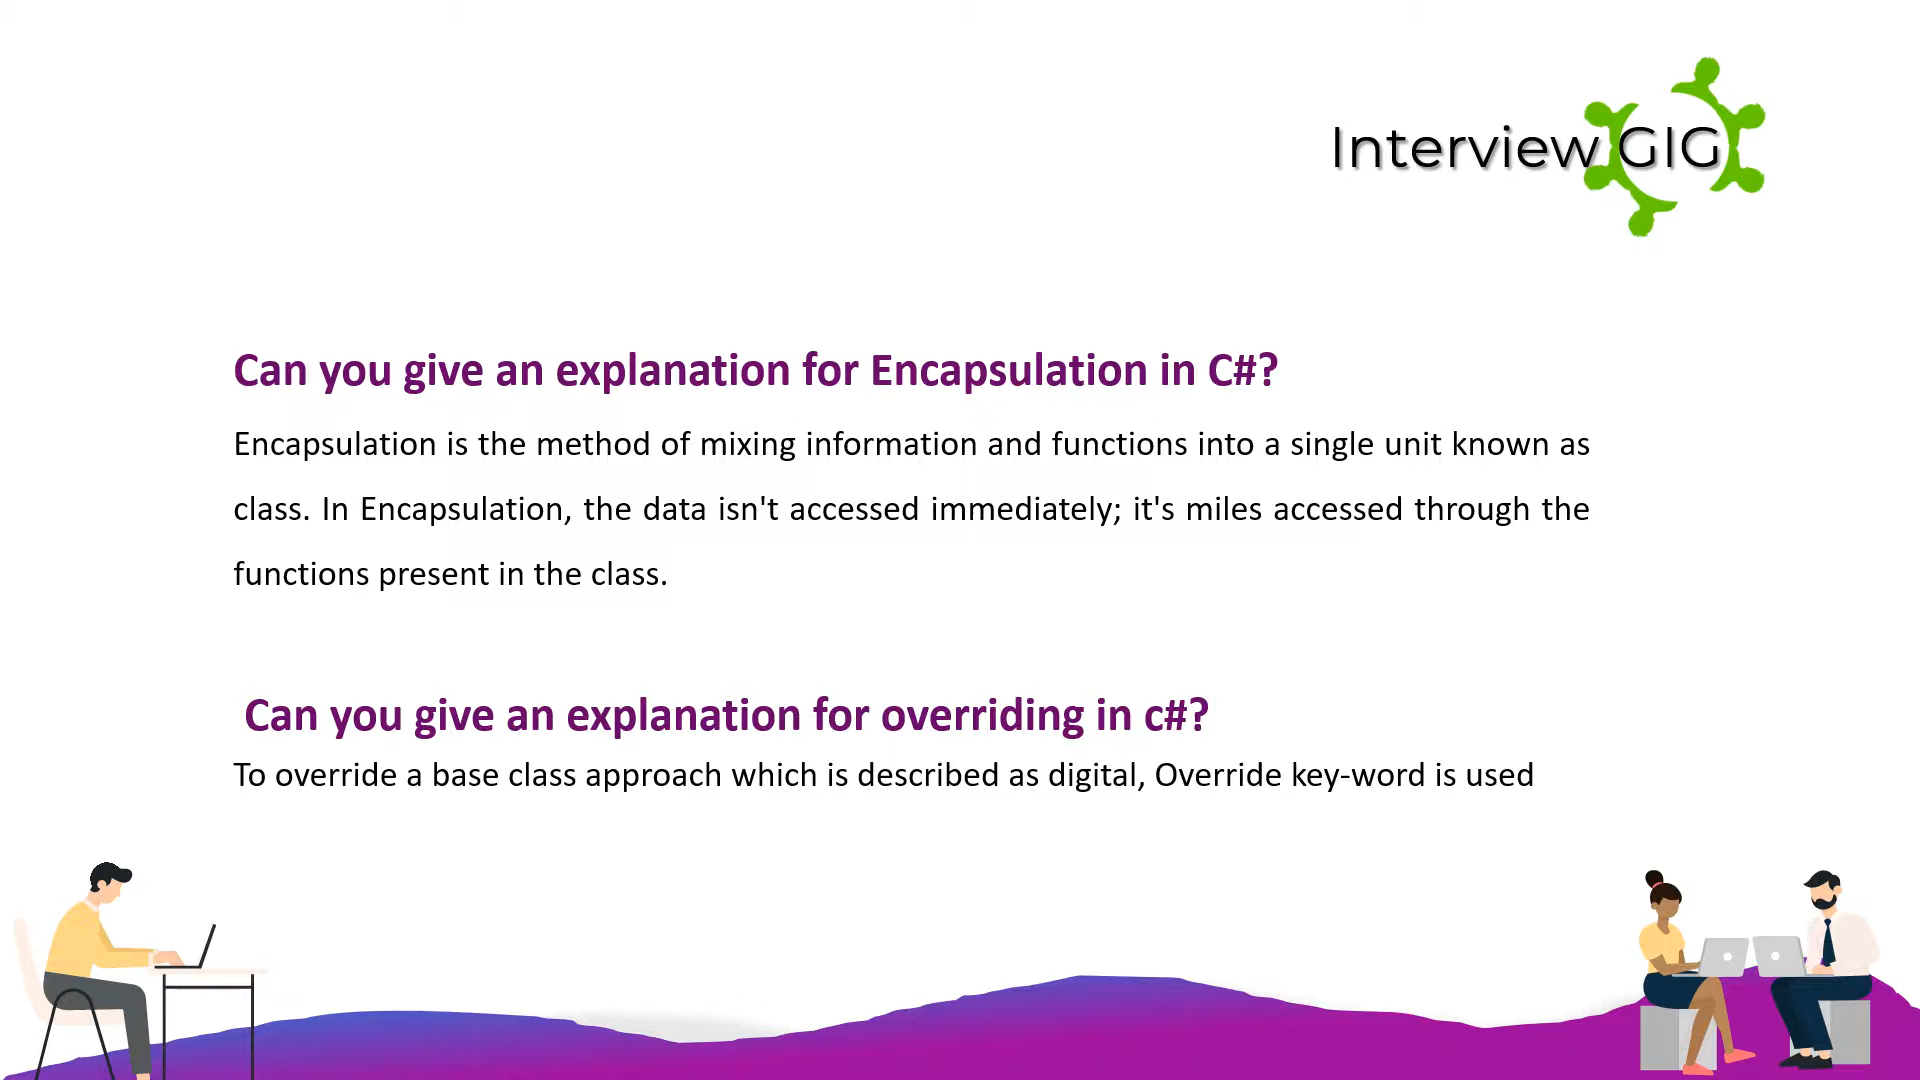 Interview GIG
Can you give an explanation for Encapsulation in C#?
Encapsulation is the method of mixing information and functions into a single unit known as
class. In Encapsulation, the data isn't accessed immediately; it's miles accessed through the
functions present in the class.
Can you give an explanation for overriding in c#?
To override a base class approach which is described as digital, Override key-word is used